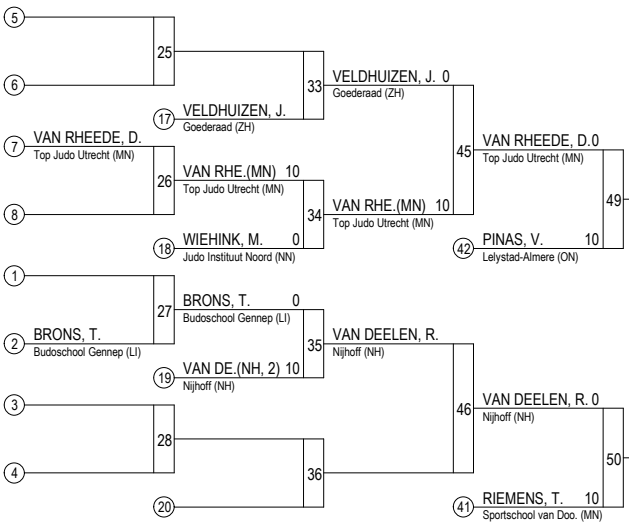 5
25
6
33
VELDHUIZEN, J. 0
Goederaad (ZH)
17 VELDHUIZEN, J.
Goederaad (ZH)
7 VAN RHEEDE, D.
Top Judo Utrecht (MN)
45
VAN RHEEDE, D.0
Top Judo Utrecht (MN)
26
VAN RHE.(MN) 10
Top Judo Utrecht (MN)
49
8
34
VAN RHE.(MN) 10
Top Judo Utrecht (MN)
18 WIEHINK, M. 0
Judo Instituut Noord (NN)
42 PINAS, V. 10
Lelystad-Almere (ON)
1
27
BRONS, T. 0
Budoschool Gennep (LI)
2 BRONS, T.
Budoschool Gennep (LI)
35
VAN DEELEN, R.
Nijhoff (NH)
19 VAN DE.(NH, 2) 10
Nijhoff (NH)
3
46
VAN DEELEN, R. 0
Nijhoff (NH)
28
4
36
50
20
41 RIEMENS, T. 10
Sportschool van Doo. (MN)